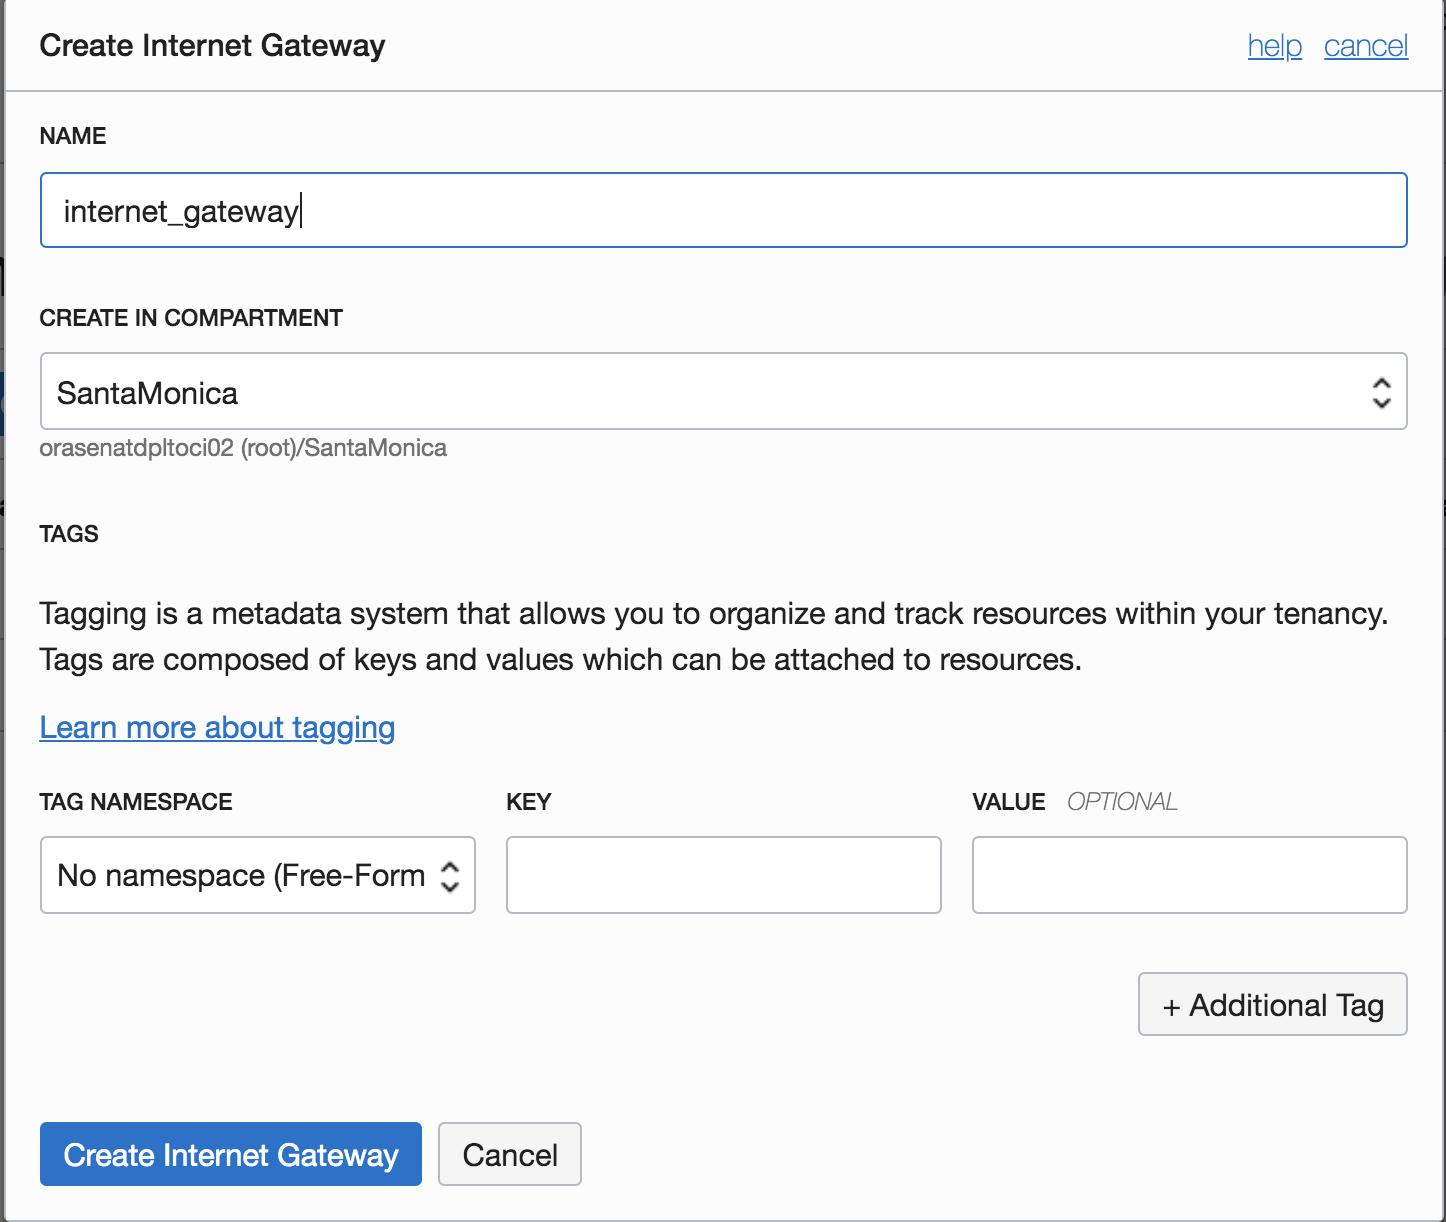 Create Internet Gateway help cancel
NAME
internet_gateway
CREATE IN COMPARTMENT
SantaMonica
orasenatdpltoci02 (root)/SantaMonica
TAGS
Tagging is a metadata system that allows you to organize and track resources within your tenancy.
Tags are composed of keys and values which can be attached to resources.
Learn more about tagging
TAG NAMESPACE KEY VALUE OPTIONAL
No namespace (Free-Form
+ Additional Tag
Create Internet Gateway Cancel